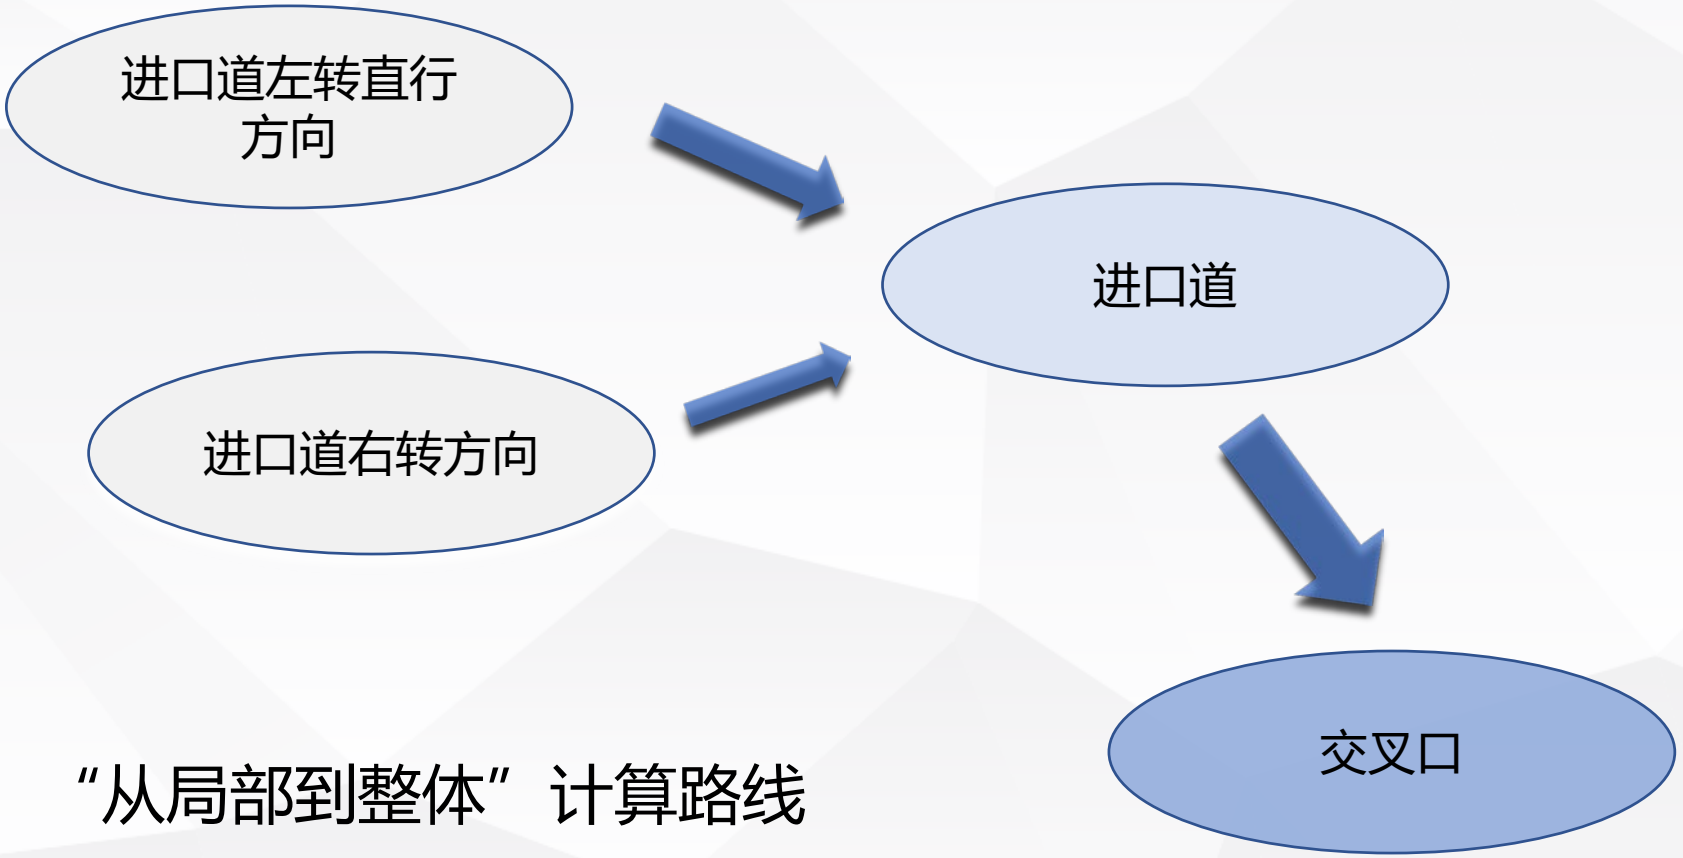 进口道左转直行
方向
进口道
进口道右转方向
交叉口
“从局部到整体”计算路线